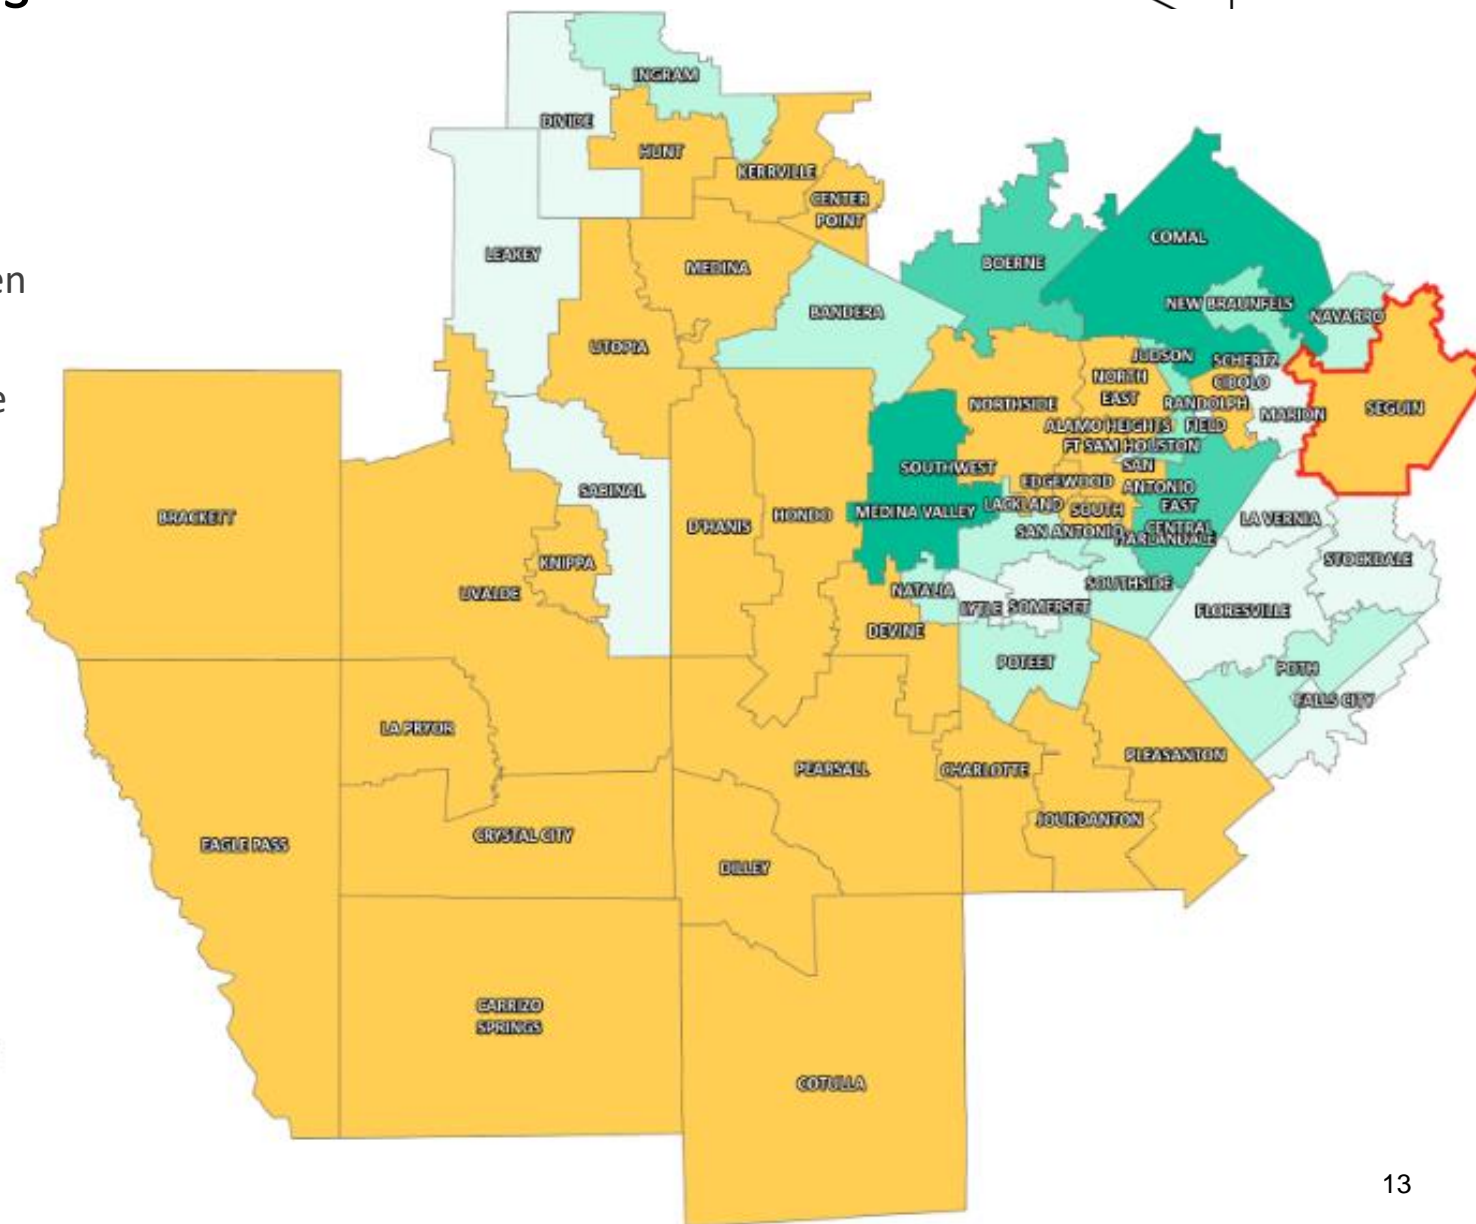 g
INGRAM
DIVIDE
HUNT
KERRVILLE
CENTER
POINT
COMAL
LEAKEY
BOERNE
MEDINA
en
NEW BRAUNFELS
BANDERA
NAVARRO
UTOPIA
JUDSON
SCHERTZ
NORTH
CIBOLO
e
EAST
NORTHSIDE
RANDOLPH
SEGUIN
MARION
ALAMO HEIGHTS
FIELD
FT SAM HOUSTON
SOUTHWEST
SAN
EDGEWOOD
ANTONIO
SABINAL
LACKLAND
EAST
MEDINA VALLEY
SOUTH
BRACKETT
HONDO
LA VERNIA
D'HANIS
CENTRAL
SAN ANTONIO
HARLANDALE
KNIPPA
STOCKDALE
SOUTHSIDE
UVALDE
NATALIA
LYTLE
SOMERSET
FLORESVILLE
DEVINE
POTEET
POTH
FALLS CITY
LA PRYOR
PLEASANTON
PEARSALL
CHARLOTTE
JOURDANTON
CRYSTAL CITY
EAGLE PASS
DILLEY
CARRIZO
SPRINGS
COTULLA
13